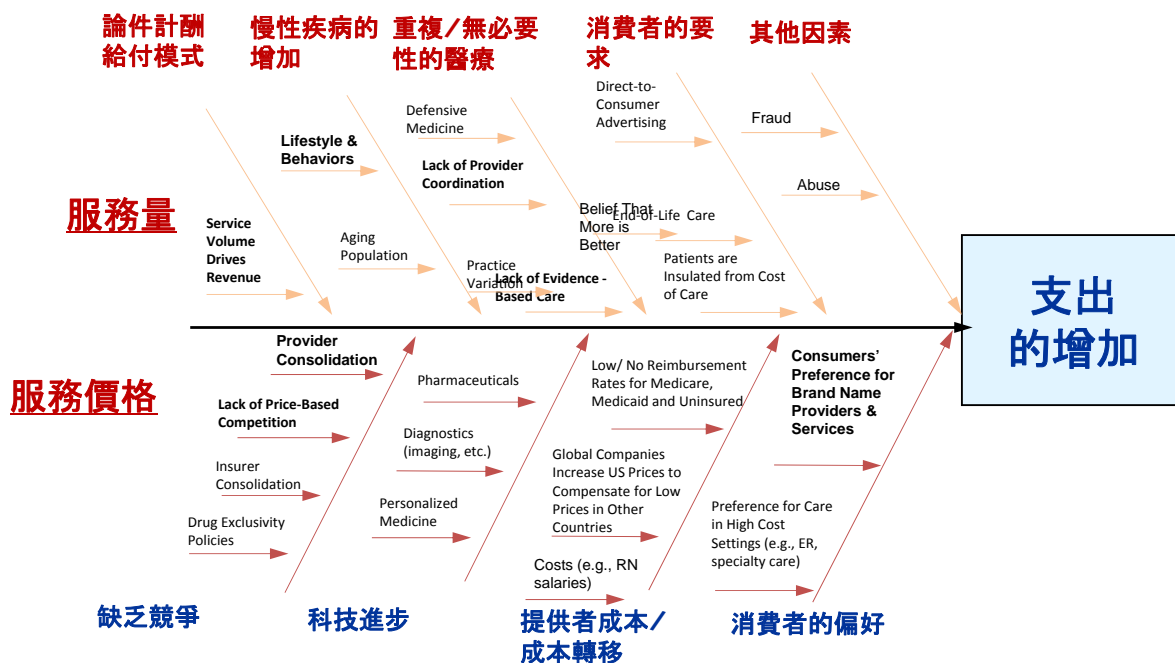 論件計酬
給付模式
慢性疾病的
增加
重複/無必要
性的醫療
消費者的要
求
其他因素
服務量
Service
Volume
Drives
Revenue
Lifestyle &
Behaviors
Aging
Population
Defensive
Medicine
Lack of Provider
Coordination
Practice
Variation
Lack of Evidence -
Based Care
Belief That
More is
Better
Direct-to-
Consumer
Advertising
End-of-Life Care
Patients are
Insulated from Cost
of Care
Fraud
Abuse
支出
的增加
服務價格
Provider
Consolidation
Lack of Price-Based
Competition
Insurer
Consolidation
Drug Exclusivity
Policies
Pharmaceuticals
Diagnostics
(imaging, etc.)
Personalized
Medicine
Low/ No Reimbursement
Rates for Medicare,
Medicaid and Uninsured
Global Companies
Increase US Prices to
Compensate for Low
Prices in Other
Countries
Costs (e.g., RN
salaries)
Consumers’
Preference for
Brand Name
Providers &
Services
Preference for Care
in High Cost
Settings (e.g., ER,
specialty care)
缺乏競爭
科技進步
提供者成本/
成本轉移
消費者的偏好